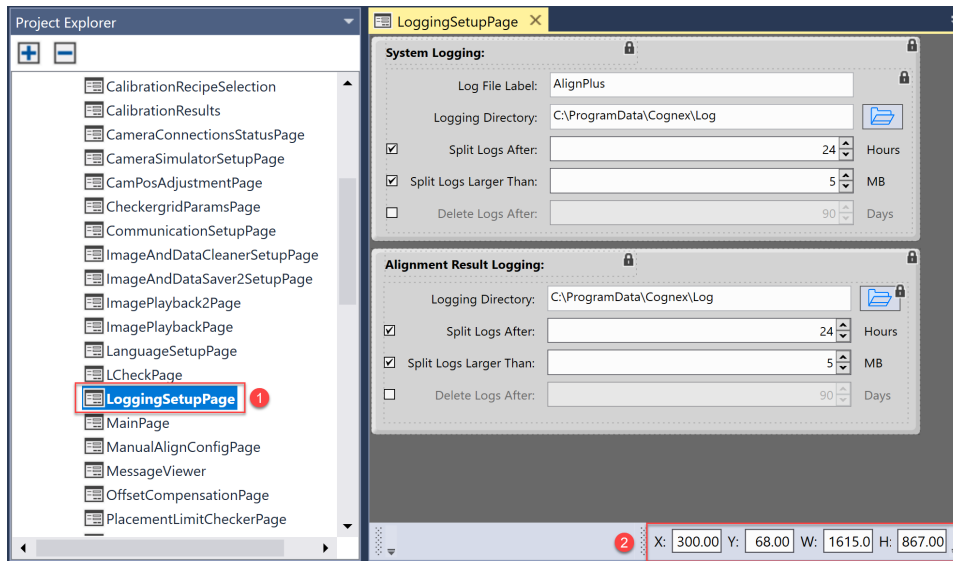 Project Explorer
CalibrationRecipeSelection
CalibrationResults
CameraConnectionsStatusPage
CameraSimulatorSetupPage
CamPosAdjustmentPage
CheckergridParamsPage
CommunicationSetupPage
ImageAndDataCleanerSetupPage
ImageAndDataSaver2SetupPage
ImagePlayback2Page
ImagePlaybackPage
LanguageSetupPage
LCheckPage
LoggingSetupPage 1
MainPage
ManualAlignConfigPage
MessageViewer
OffsetCompensationPage
PlacementLimitCheckerPage
LoggingSetupPage
System Logging:
Log File Label: AlignPlus
Logging Directory: C:\ProgramData\Cognex\Log
Split Logs After: 24 Hours
Split Logs Larger Than: 5 MB
Delete Logs After: 90 Days
Alignment Result Logging:
Logging Directory: C:\ProgramData\Cognex\Log
Split Logs After: 24 Hours
Split Logs Larger Than: 5 MB
Delete Logs After: 90 Days
2 X: 300.00 Y: 68.00 W: 1615.0 H: 867.00